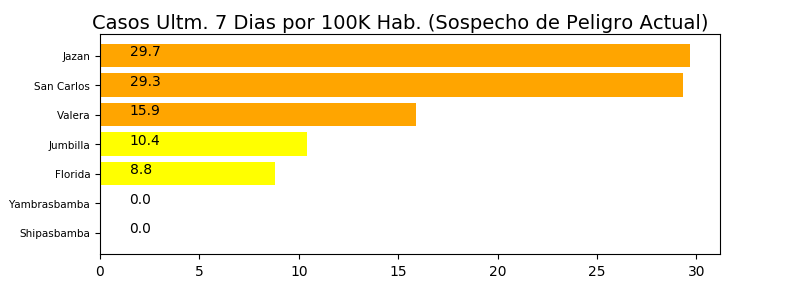 Casos Ultm. 7 Dias por 100K Hab. (Sospecho de Peligro Actual)
Jazan 29.7
San Carlos 29.3
Valera 15.9
Jumbilla 10.4
Florida 8.8
Yambrasbamba 0.0
Shipasbamba 0.0
0 5 10 15 20 25 30